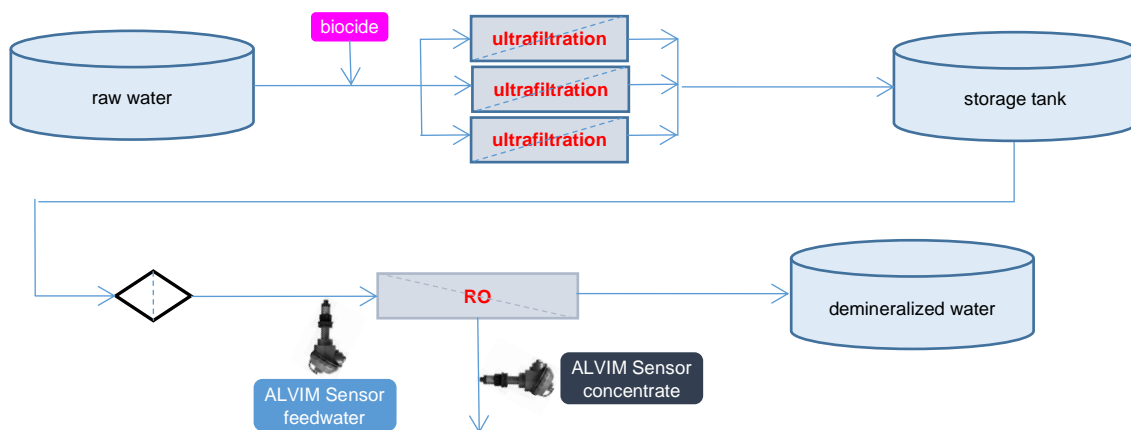 biocide
ultrafiltration
raw water
ultrafiltration
storage tank
ultrafiltration
RO
demineralized water
ALVIM Sensor
feedwater
ALVIM Sensor
concentrate